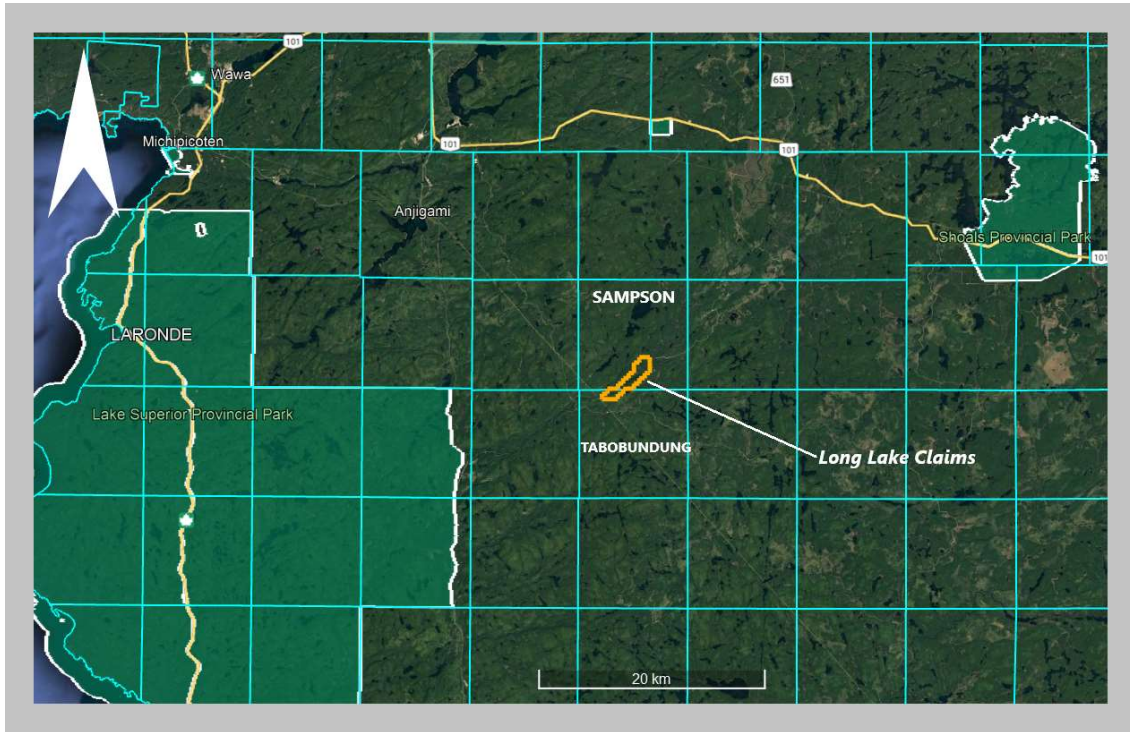 101
Wawa
651
Michipicoten
101
101
Anjigami
Shoals Provincial Park
101
SAMPSON
LARONDE
Lake Superior Provincial Park
TABOBUNDUNG
Long Lake Claims
20 km